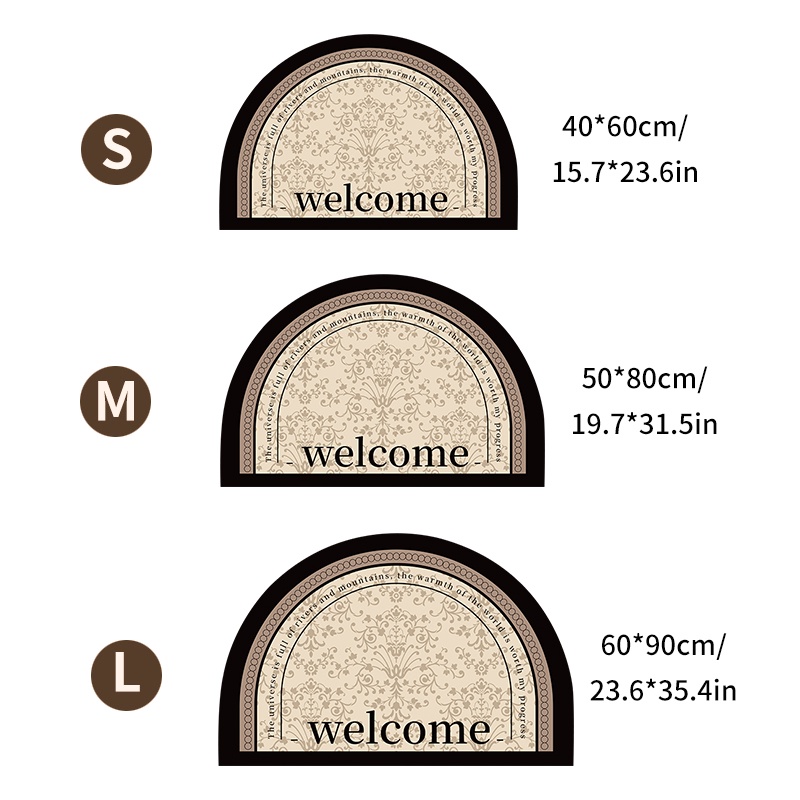 S
The universe is full of rivers and mountains, the warmth of the world is worth my progress
- welcome -
40*60cm/
15.7*23.6in
M
The universe is full of rivers and mountains, the warmth of the world is worth my progress
- welcome -
50*80cm/
19.7*31.5in
L
The universe is full of rivers and mountains, the warmth of the world is worth my progress
- welcome -
60*90cm/
23.6*35.4in